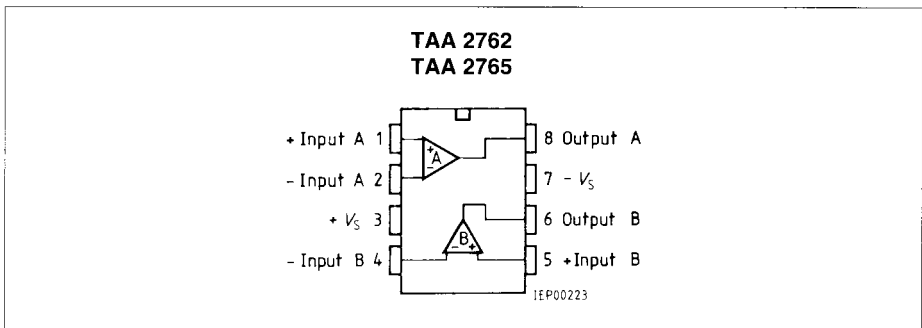 TAA 2762
TAA 2765
+ Input A 1
- Input A 2
+ Vs 3
- Input B 4
8 Output A
7 - Vs
6 Output B
5 +Input B
+
A
-
B
- +
IEP00223